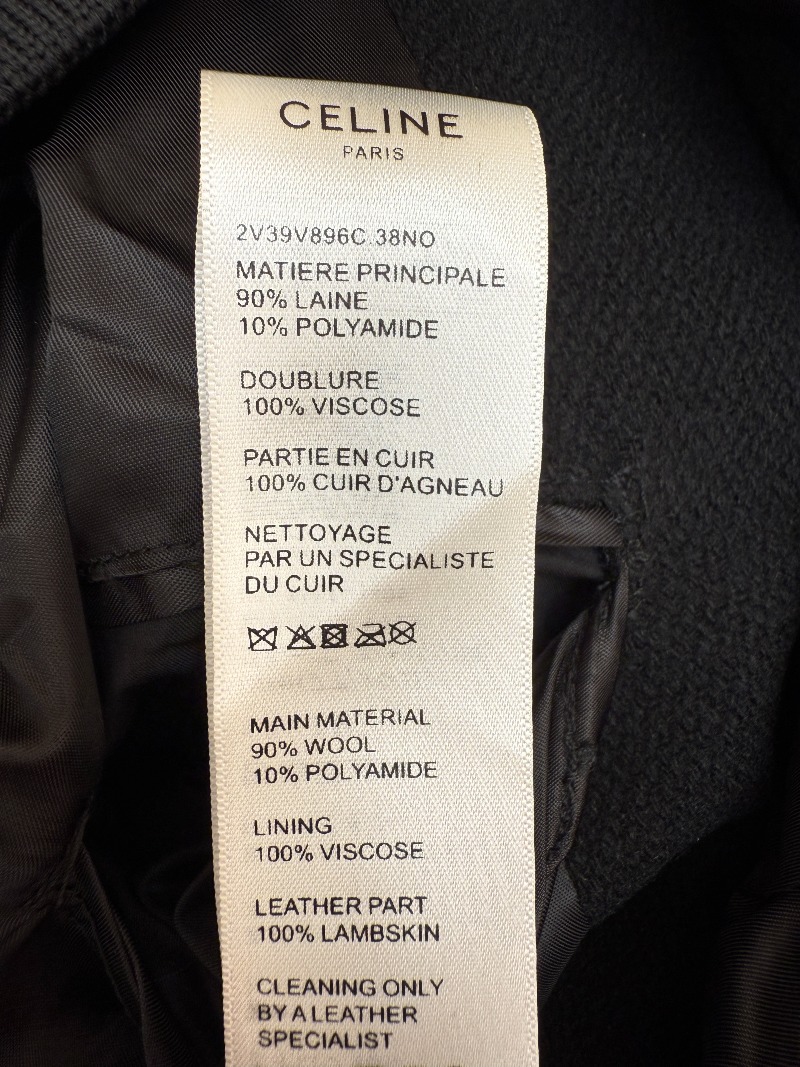 CELINE
PARIS
2V39V896C.38NO
MATIERE PRINCIPALE
90% LAINE
10% POLYAMIDE
DOUBLURE
100% VISCOSE
PARTIE EN CUIR
100% CUIR D'AGNEAU
NETTOYAGE
PAR UN SPECIALISTE
DU CUIR
MAIN MATERIAL
90% WOOL
10% POLYAMIDE
LINING
100% VISCOSE
LEATHER PART
100% LAMBSKIN
CLEANING ONLY
BY A LEATHER
SPECIALIST